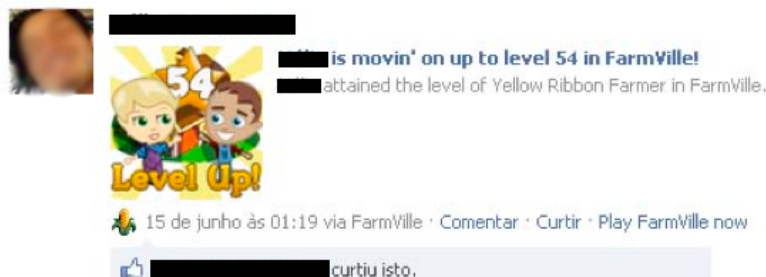 is movin' on up to level 54 in FarmVille!
attained the level of Yellow Ribbon Farmer in FarmVille.
54
Level Up!
15 de junho às 01:19 via FarmVille · Comentar · Curtir · Play FarmVille now
curtiu isto.